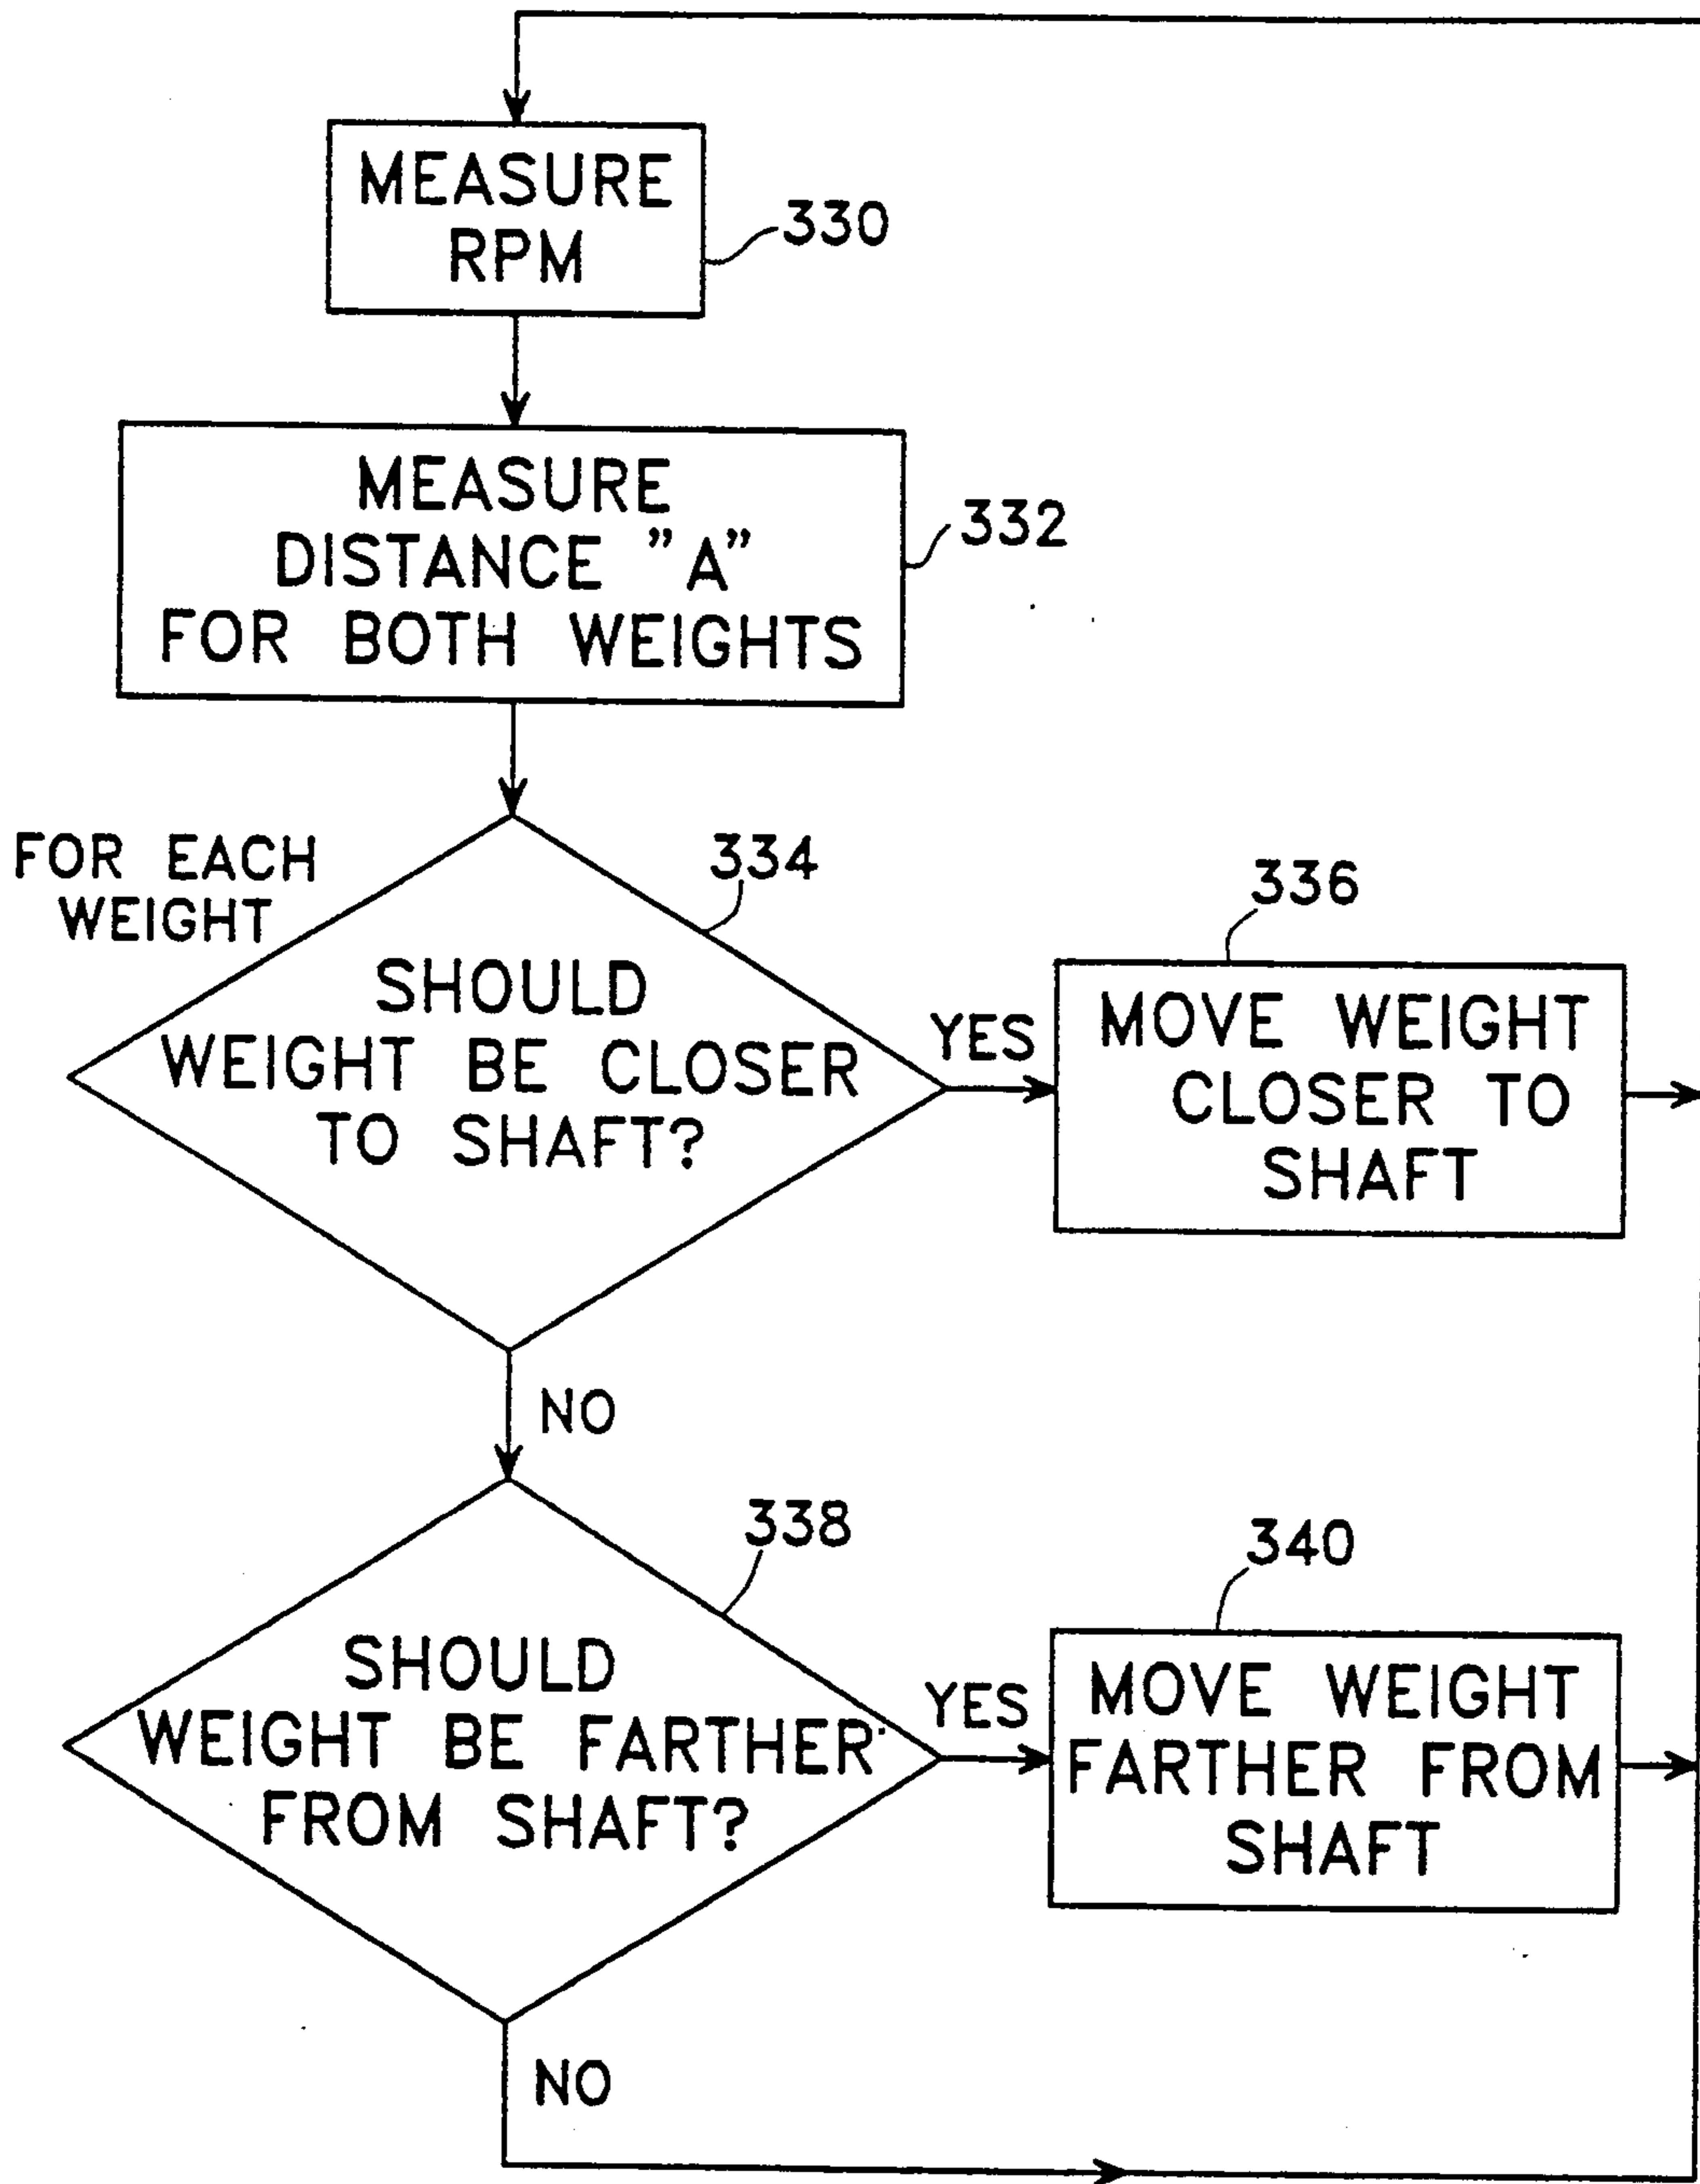 MEASURE
RPM
330
MEASURE
DISTANCE "A"
FOR BOTH WEIGHTS
332
FOR EACH
WEIGHT
334
SHOULD
WEIGHT BE CLOSER
TO SHAFT?
YES
336
MOVE WEIGHT
CLOSER TO
SHAFT
NO
338
SHOULD
WEIGHT BE FARTHER
FROM SHAFT?
YES
340
MOVE WEIGHT
FARTHER FROM
SHAFT
NO